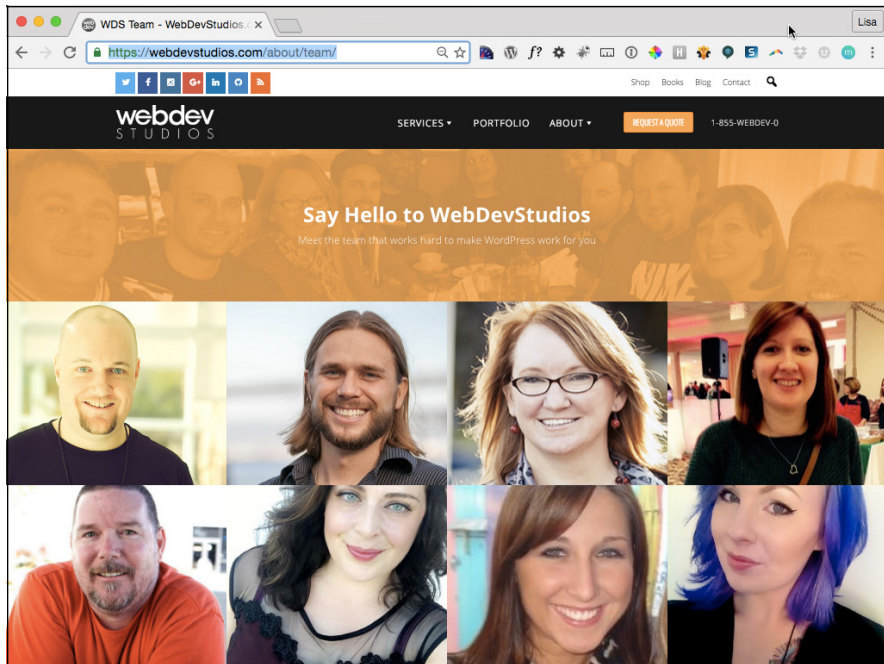 WDS Team - WebDevStudios.c
Lisa
https://webdevstudios.com/about/team/
Shop Books Blog Contact
webdev
STUDIOS
SERVICES PORTFOLIO ABOUT REQUEST A QUOTE 1-855-WEBDEV-0
Say Hello to WebDevStudios
Meet the team that works hard to make WordPress work for you